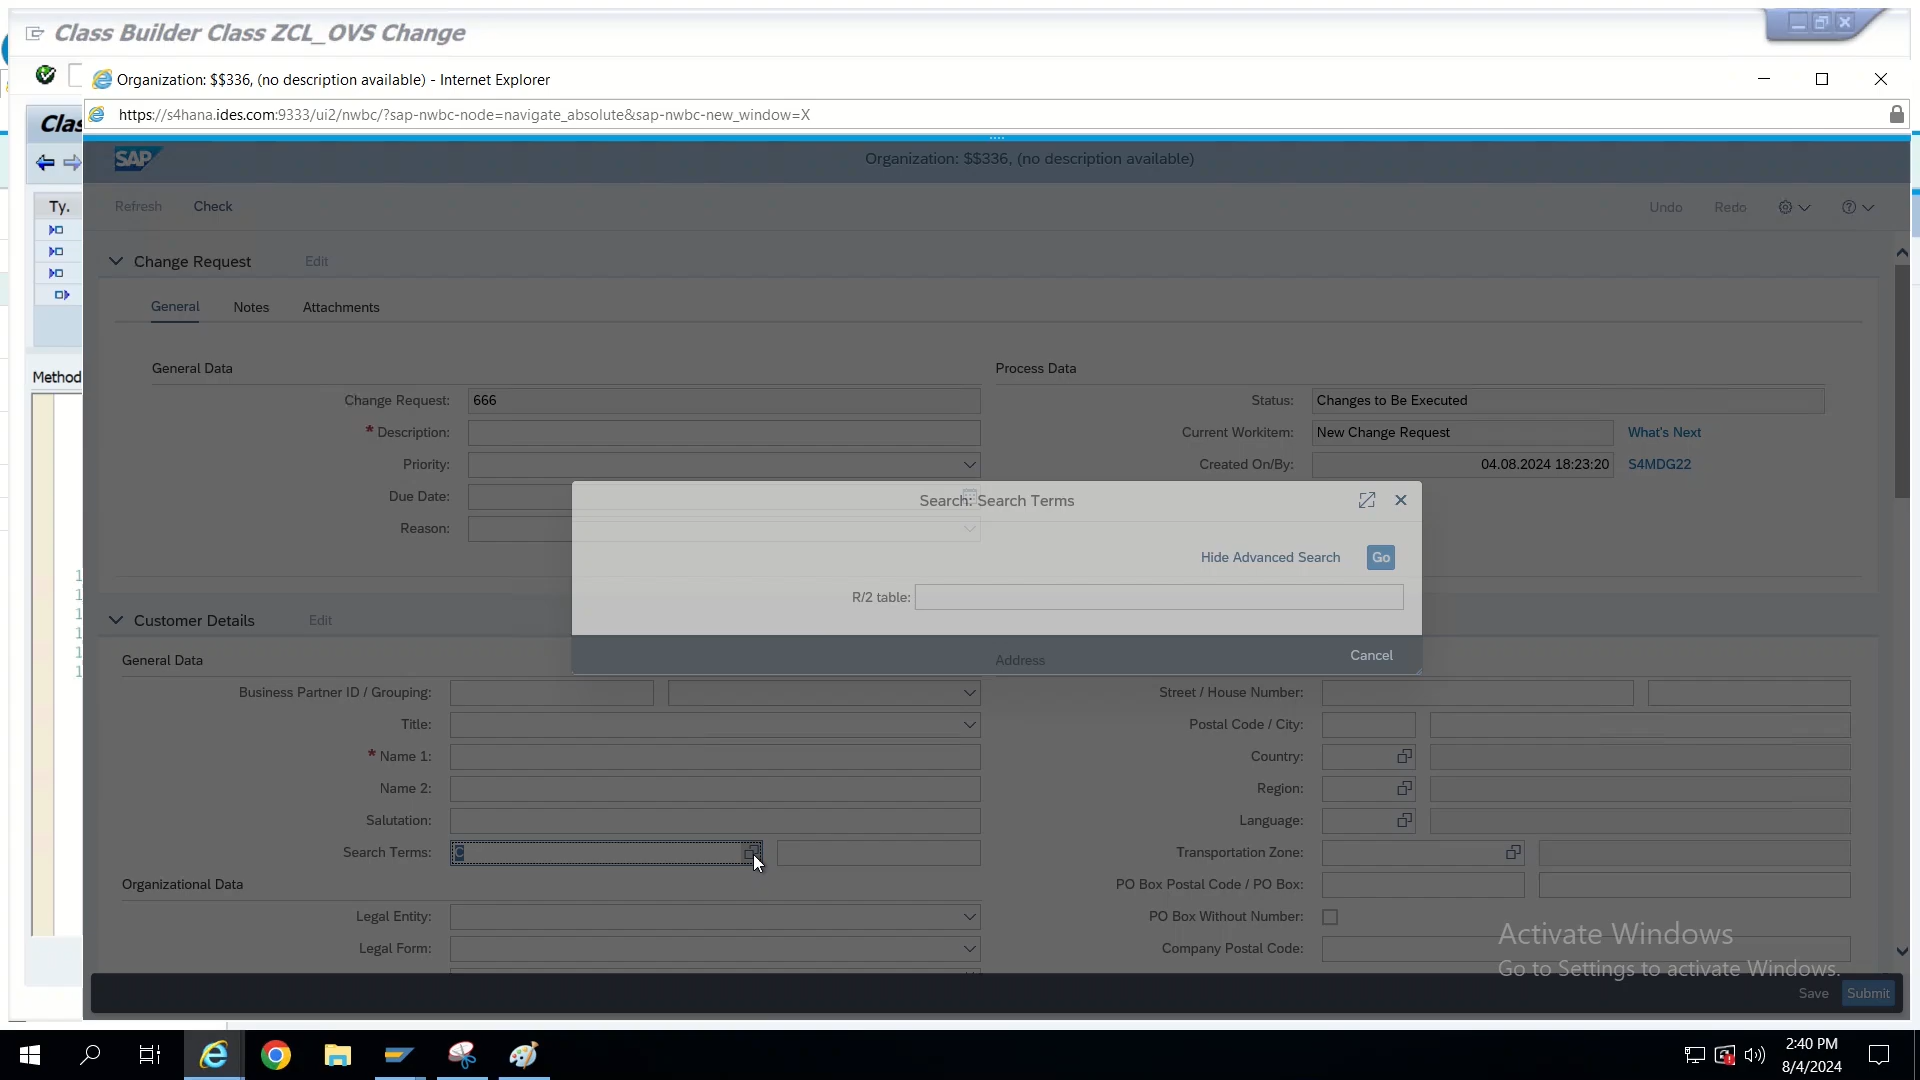 Class Builder Class ZCL_OVS Change
Organization: $$336, (no description available) - Internet Explorer
https://s4hana.ides.com:9333/ui2/nwbc/?sap-nwbc-node=navigate_absolute&sap-nwbc-new_window=X
SAP Organization: $$336, (no description available)
Refresh Check Undo Redo
Ty.
Change Request Edit
General Notes Attachments
General Data Process Data
Method
Change Request: 666 Status: Changes to Be Executed
* Description: Current Workitem: New Change Request What's Next
Priority: Created On/By: 04.08.2024 18:23:20 S4MDG22
Due Date:
Reason:
Search: Search Terms
Hide Advanced Search Go
R/2 table:
Cancel
Customer Details Edit
General Data Address
Business Partner ID / Grouping: Street / House Number:
Title: Postal Code / City:
* Name 1: Country:
Name 2: Region:
Salutation: Language:
Search Terms: C Transportation Zone:
Organizational Data PO Box Postal Code / PO Box:
Legal Entity: PO Box Without Number:
Legal Form: Company Postal Code:
Activate Windows
Go to Settings to activate Windows.
Save Submit
2:40 PM
8/4/2024